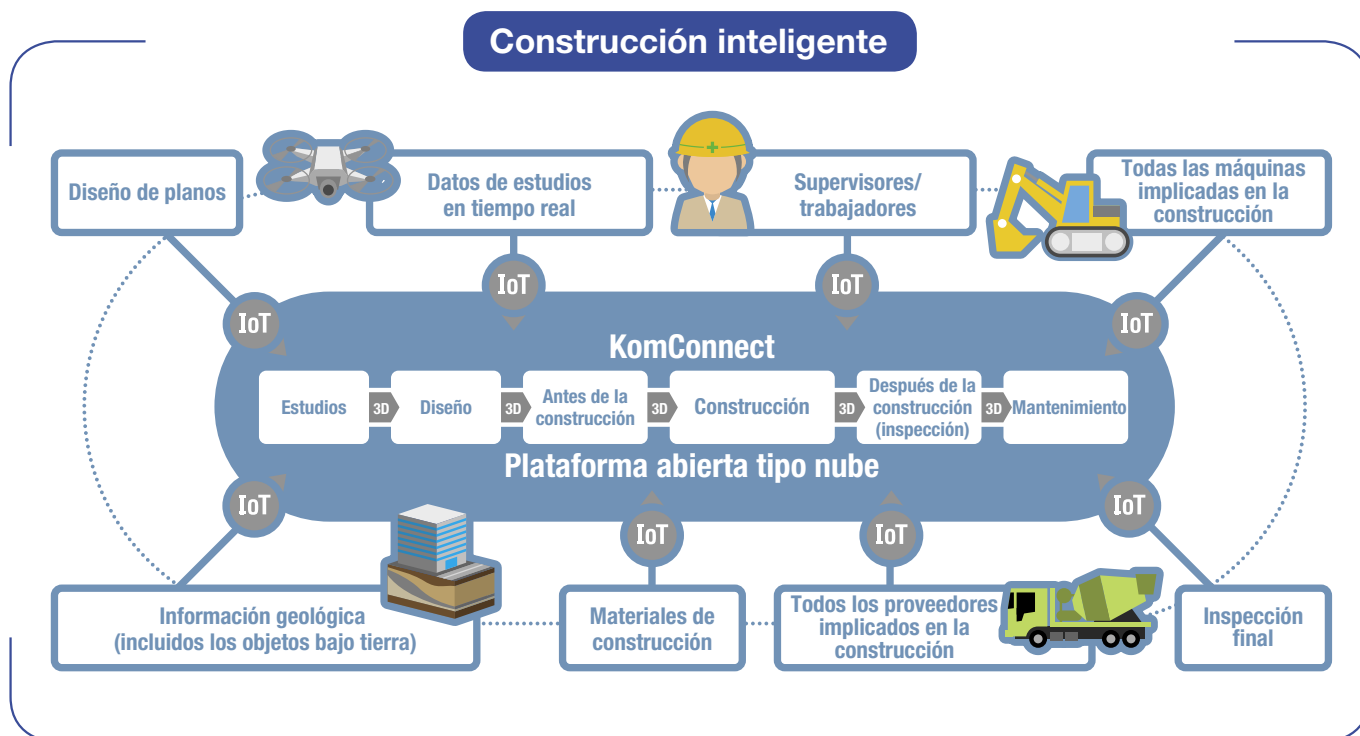 Construcción inteligente
Diseño de planos
Datos de estudios
en tiempo real
Supervisores/
trabajadores
Todas las máquinas
implicadas en la
construcción
IoT
IoT
IoT
IoT
KomConnect
Estudios
3D
Diseño
3D
Antes de la
construcción
3D
Construcción
3D
Después de la
construcción
(inspección)
3D
Mantenimiento
Plataforma abierta tipo nube
IoT
IoT
IoT
IoT
Información geológica
(incluidos los objetos bajo tierra)
Materiales de
construcción
Todos los proveedores
implicados en la
construcción
Inspección
final